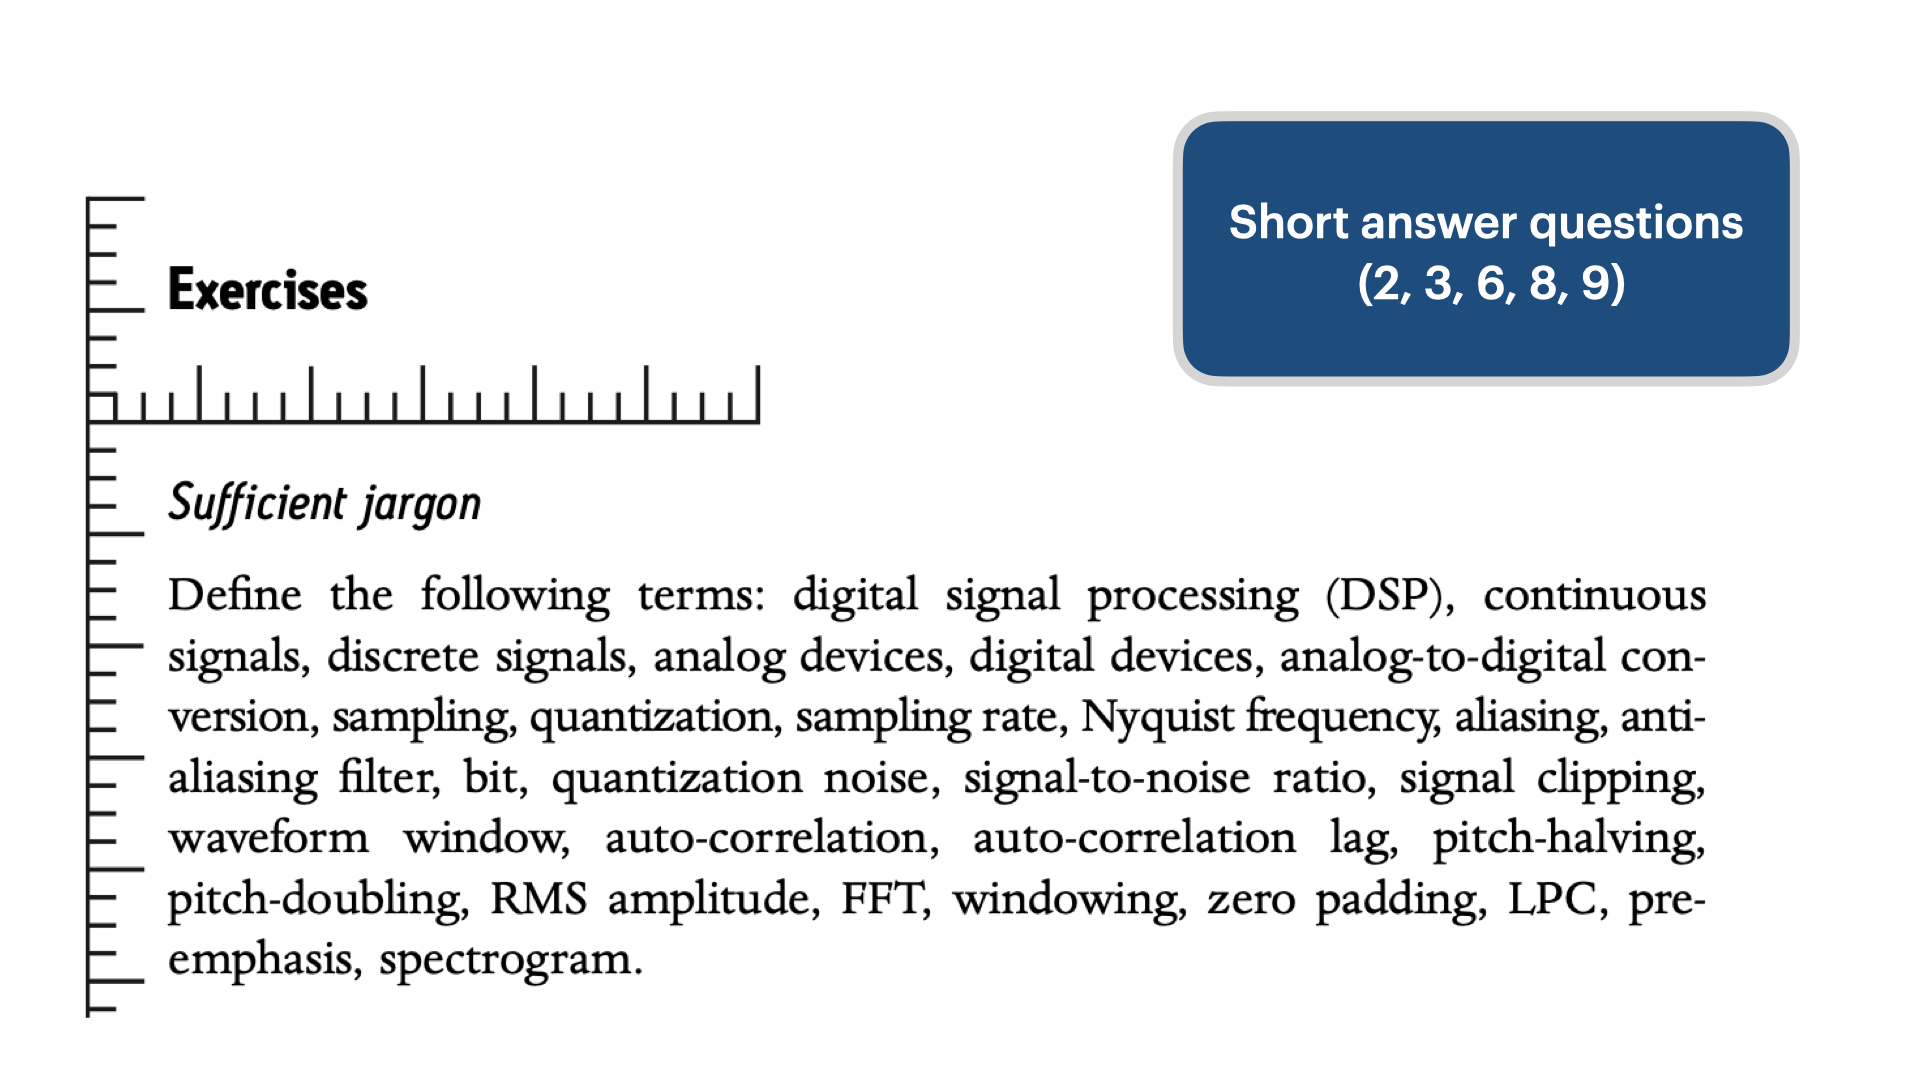 Short answer questions
(2, 3, 6, 8, 9)
Exercises
Sufficient jargon
Define the following terms: digital signal processing (DSP), continuous
signals, discrete signals, analog devices, digital devices, analog-to-digital con-
version, sampling, quantization, sampling rate, Nyquist frequency, aliasing, anti-
aliasing filter, bit, quantization noise, signal-to-noise ratio, signal clipping,
waveform window, auto-correlation, auto-correlation lag, pitch-halving,
pitch-doubling, RMS amplitude, FFT, windowing, zero padding, LPC, pre-
emphasis, spectrogram.